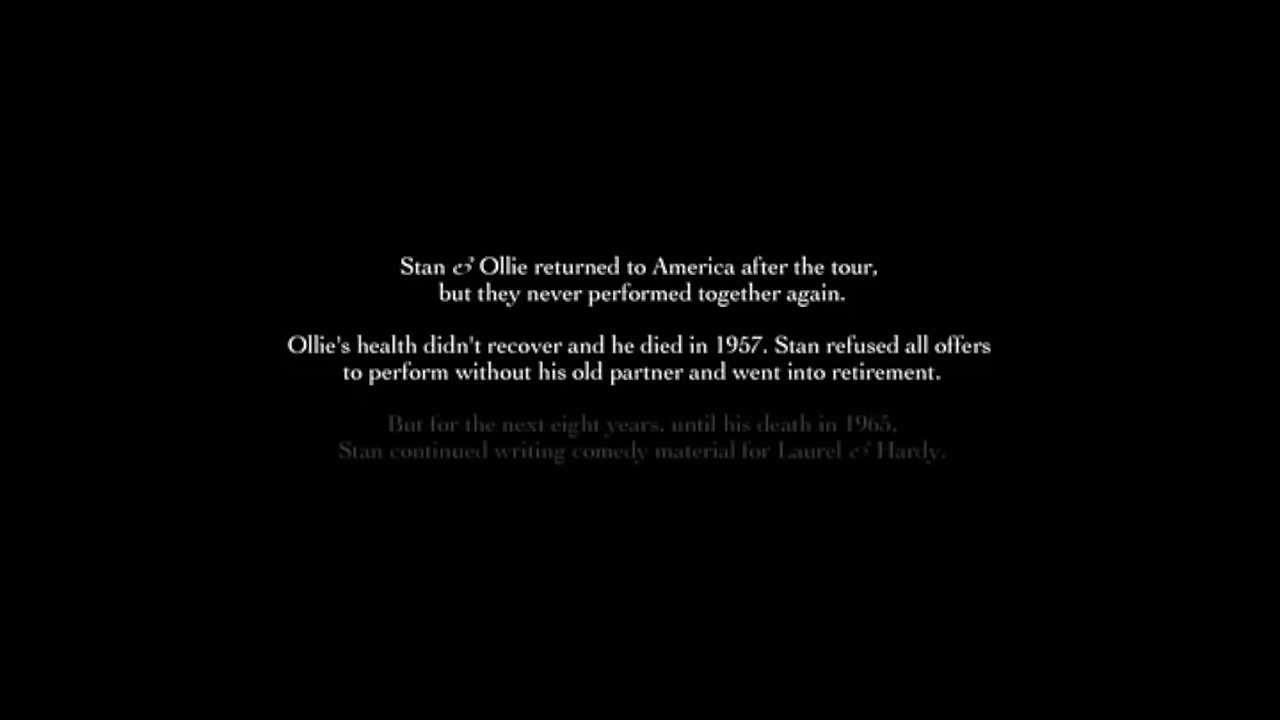 Stan & Ollie returned to America after the tour,
but they never performed together again.
Ollie's health didn't recover and he died in 1957. Stan refused all offers
to perform without his old partner and went into retirement.
But for the next eight years, until his death in 1965,
Stan continued writing comedy material for Laurel & Hardy.